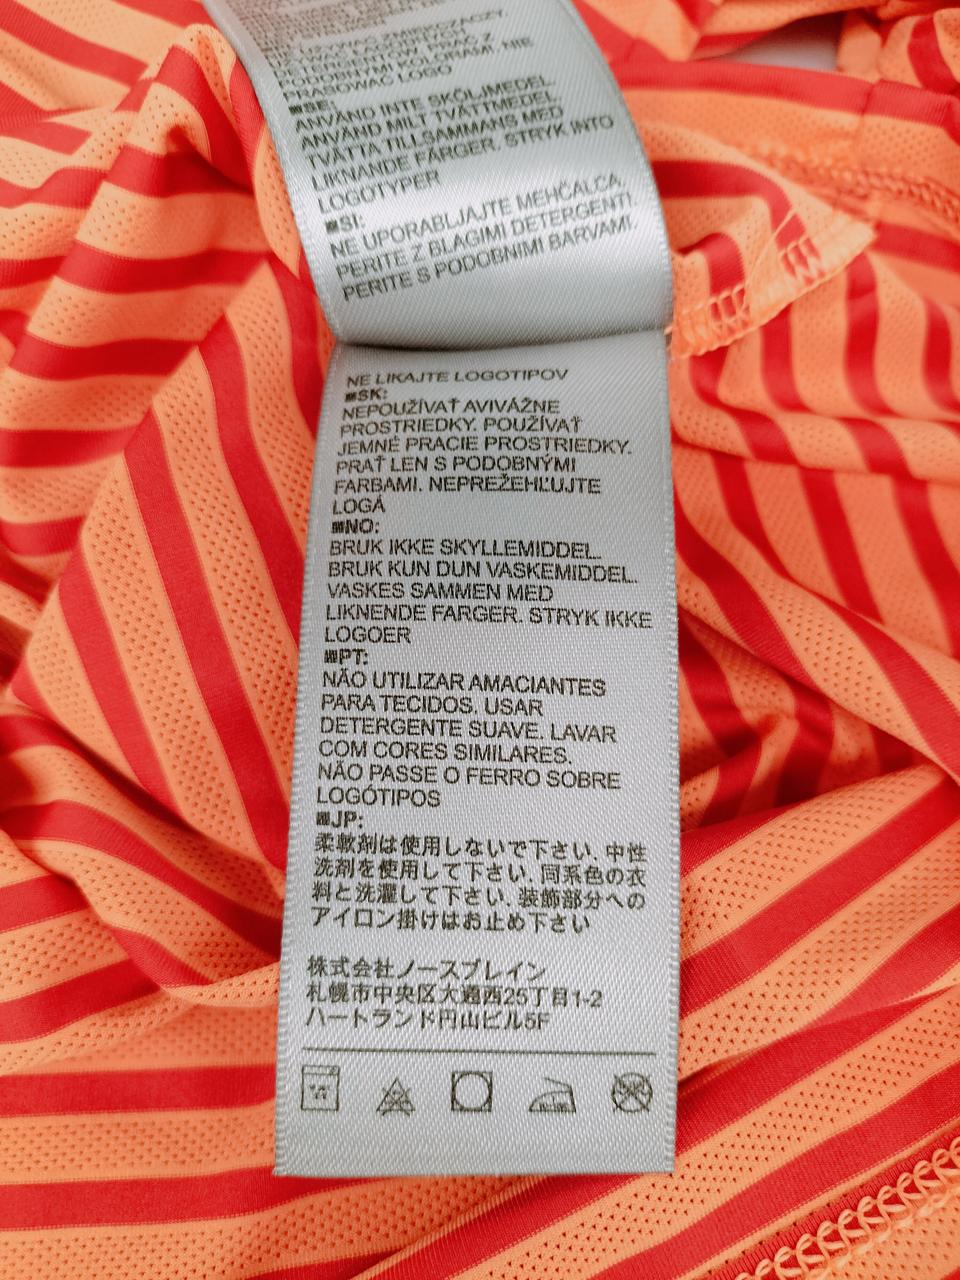 PODOBNYMI KOLORAMI. NIE
PRASOWAĆ LOGO
SE:
ANVÄND INTE SKÖLJMEDEL
ANVÄND MILT TVÄTTMEDEL
TVÄTTA TILLSAMMANS MED
LIKNANDE FÄRGER. STRYK INTO
LOGOTYPER
SI:
NE UPORABLJAJTE MEHČALCA,
PERITE Z BLAGIMI DETERGENTI.
PERITE S PODOBNIMI BARVAMI.
NE LIKAJTE LOGOTIPOV
SK:
NEPOUŽÍVAŤ AVIVÁŽNE
PROSTRIEDKY. POUŽÍVAŤ
JEMNÉ PRACIE PROSTRIEDKY.
PRAŤ LEN S PODOBNÝMI
FARBAMI. NEPREŽEHĽUJTE
LOGÁ
NO:
BRUK IKKE SKYLLEMIDDEL.
BRUK KUN DUN VASKEMIDDEL.
VASKES SAMMEN MED
LIKNENDE FARGER. STRYK IKKE
LOGOER
PT:
NÃO UTILIZAR AMACIANTES
PARA TECIDOS. USAR
DETERGENTE SUAVE. LAVAR
COM CORES SIMILARES.
NÃO PASSE O FERRO SOBRE
LOGÓTIPOS
JP:
柔軟剤は使用しないで下さい. 中性
洗剤を使用して下さい. 同系色の衣
料と洗濯して下さい. 装飾部分への
アイロン掛けはお止め下さい
株式会社ノースブレイン
札幌市中央区大通西25丁目1-2
ハートランド円山ビル5F